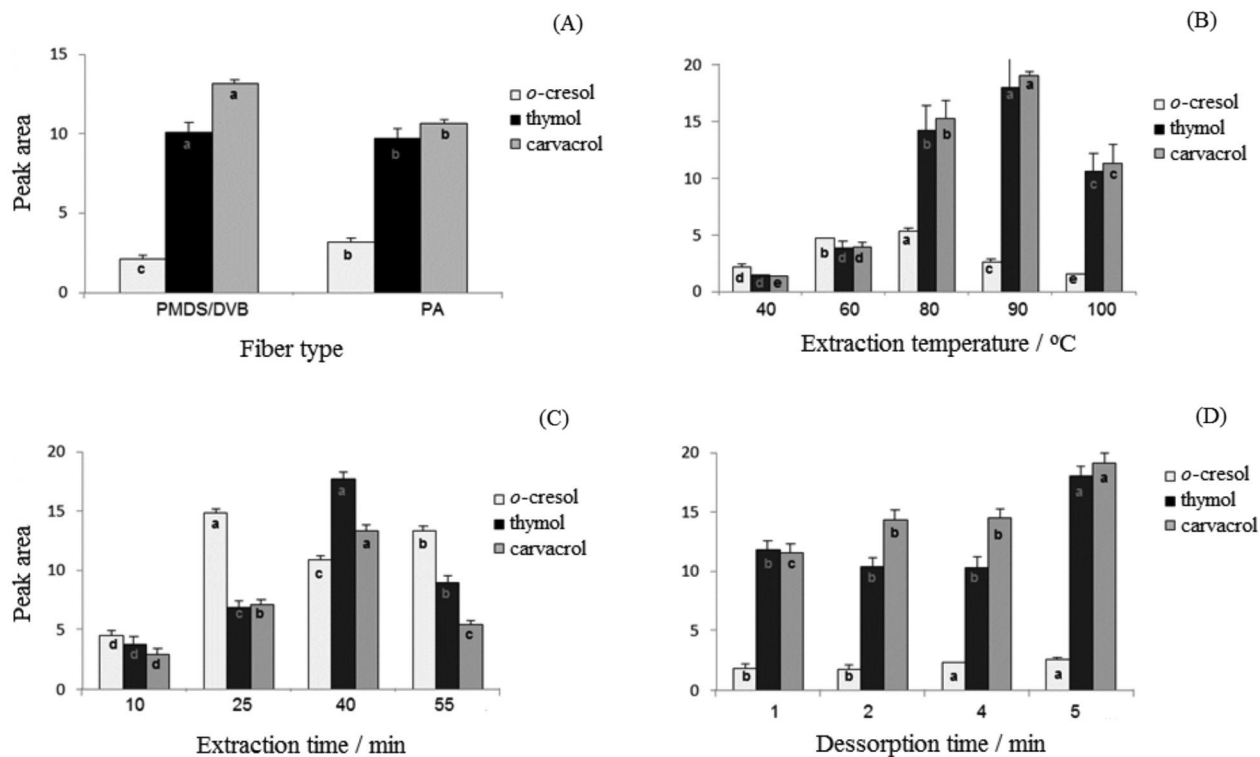 (A)
15
10
5
0
Peak area
a
a
c
b
b
b
PMDS/DVB
PA
Fiber type
o-cresol
thymol
carvacrol
(B)
20
15
10
5
0
d
d
e
b
d
d
a
b
b
c
a
a
e
c
c
40
60
80
90
100
Extraction temperature / ºC
o-cresol
thymol
carvacrol
(C)
20
15
10
5
0
Peak area
d
d
d
a
c
b
c
a
a
b
b
c
10
25
40
55
Extraction time / min
o-cresol
thymol
carvacrol
(D)
20
15
10
5
0
b
b
c
b
b
b
a
b
b
a
a
a
1
2
4
5
Dessorption time / min
o-cresol
thymol
carvacrol